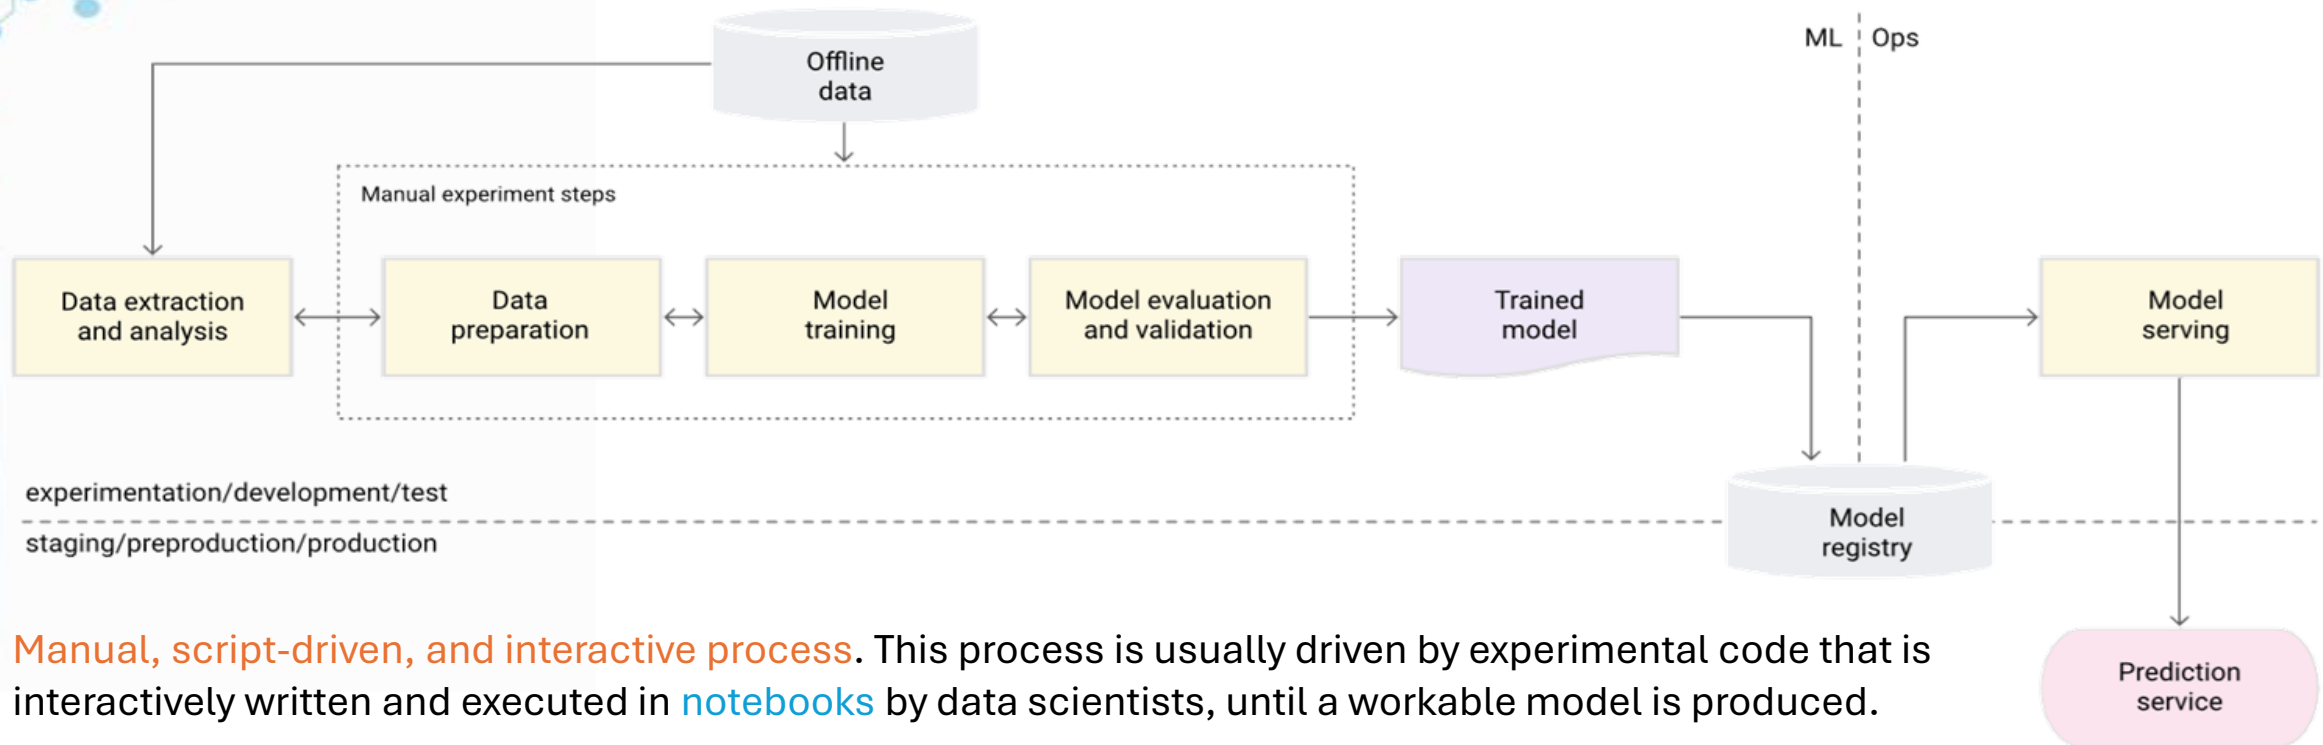 Offline
data
ML
Ops
Manual experiment steps
Data extraction
and analysis
Data
preparation
Model
training
Model evaluation
and validation
Trained
model
Model
serving
experimentation/development/test
staging/preproduction/production
Model
registry
Manual, script-driven, and interactive process. This process is usually driven by experimental code that is
interactively written and executed in notebooks by data scientists, until a workable model is produced.
Prediction
service